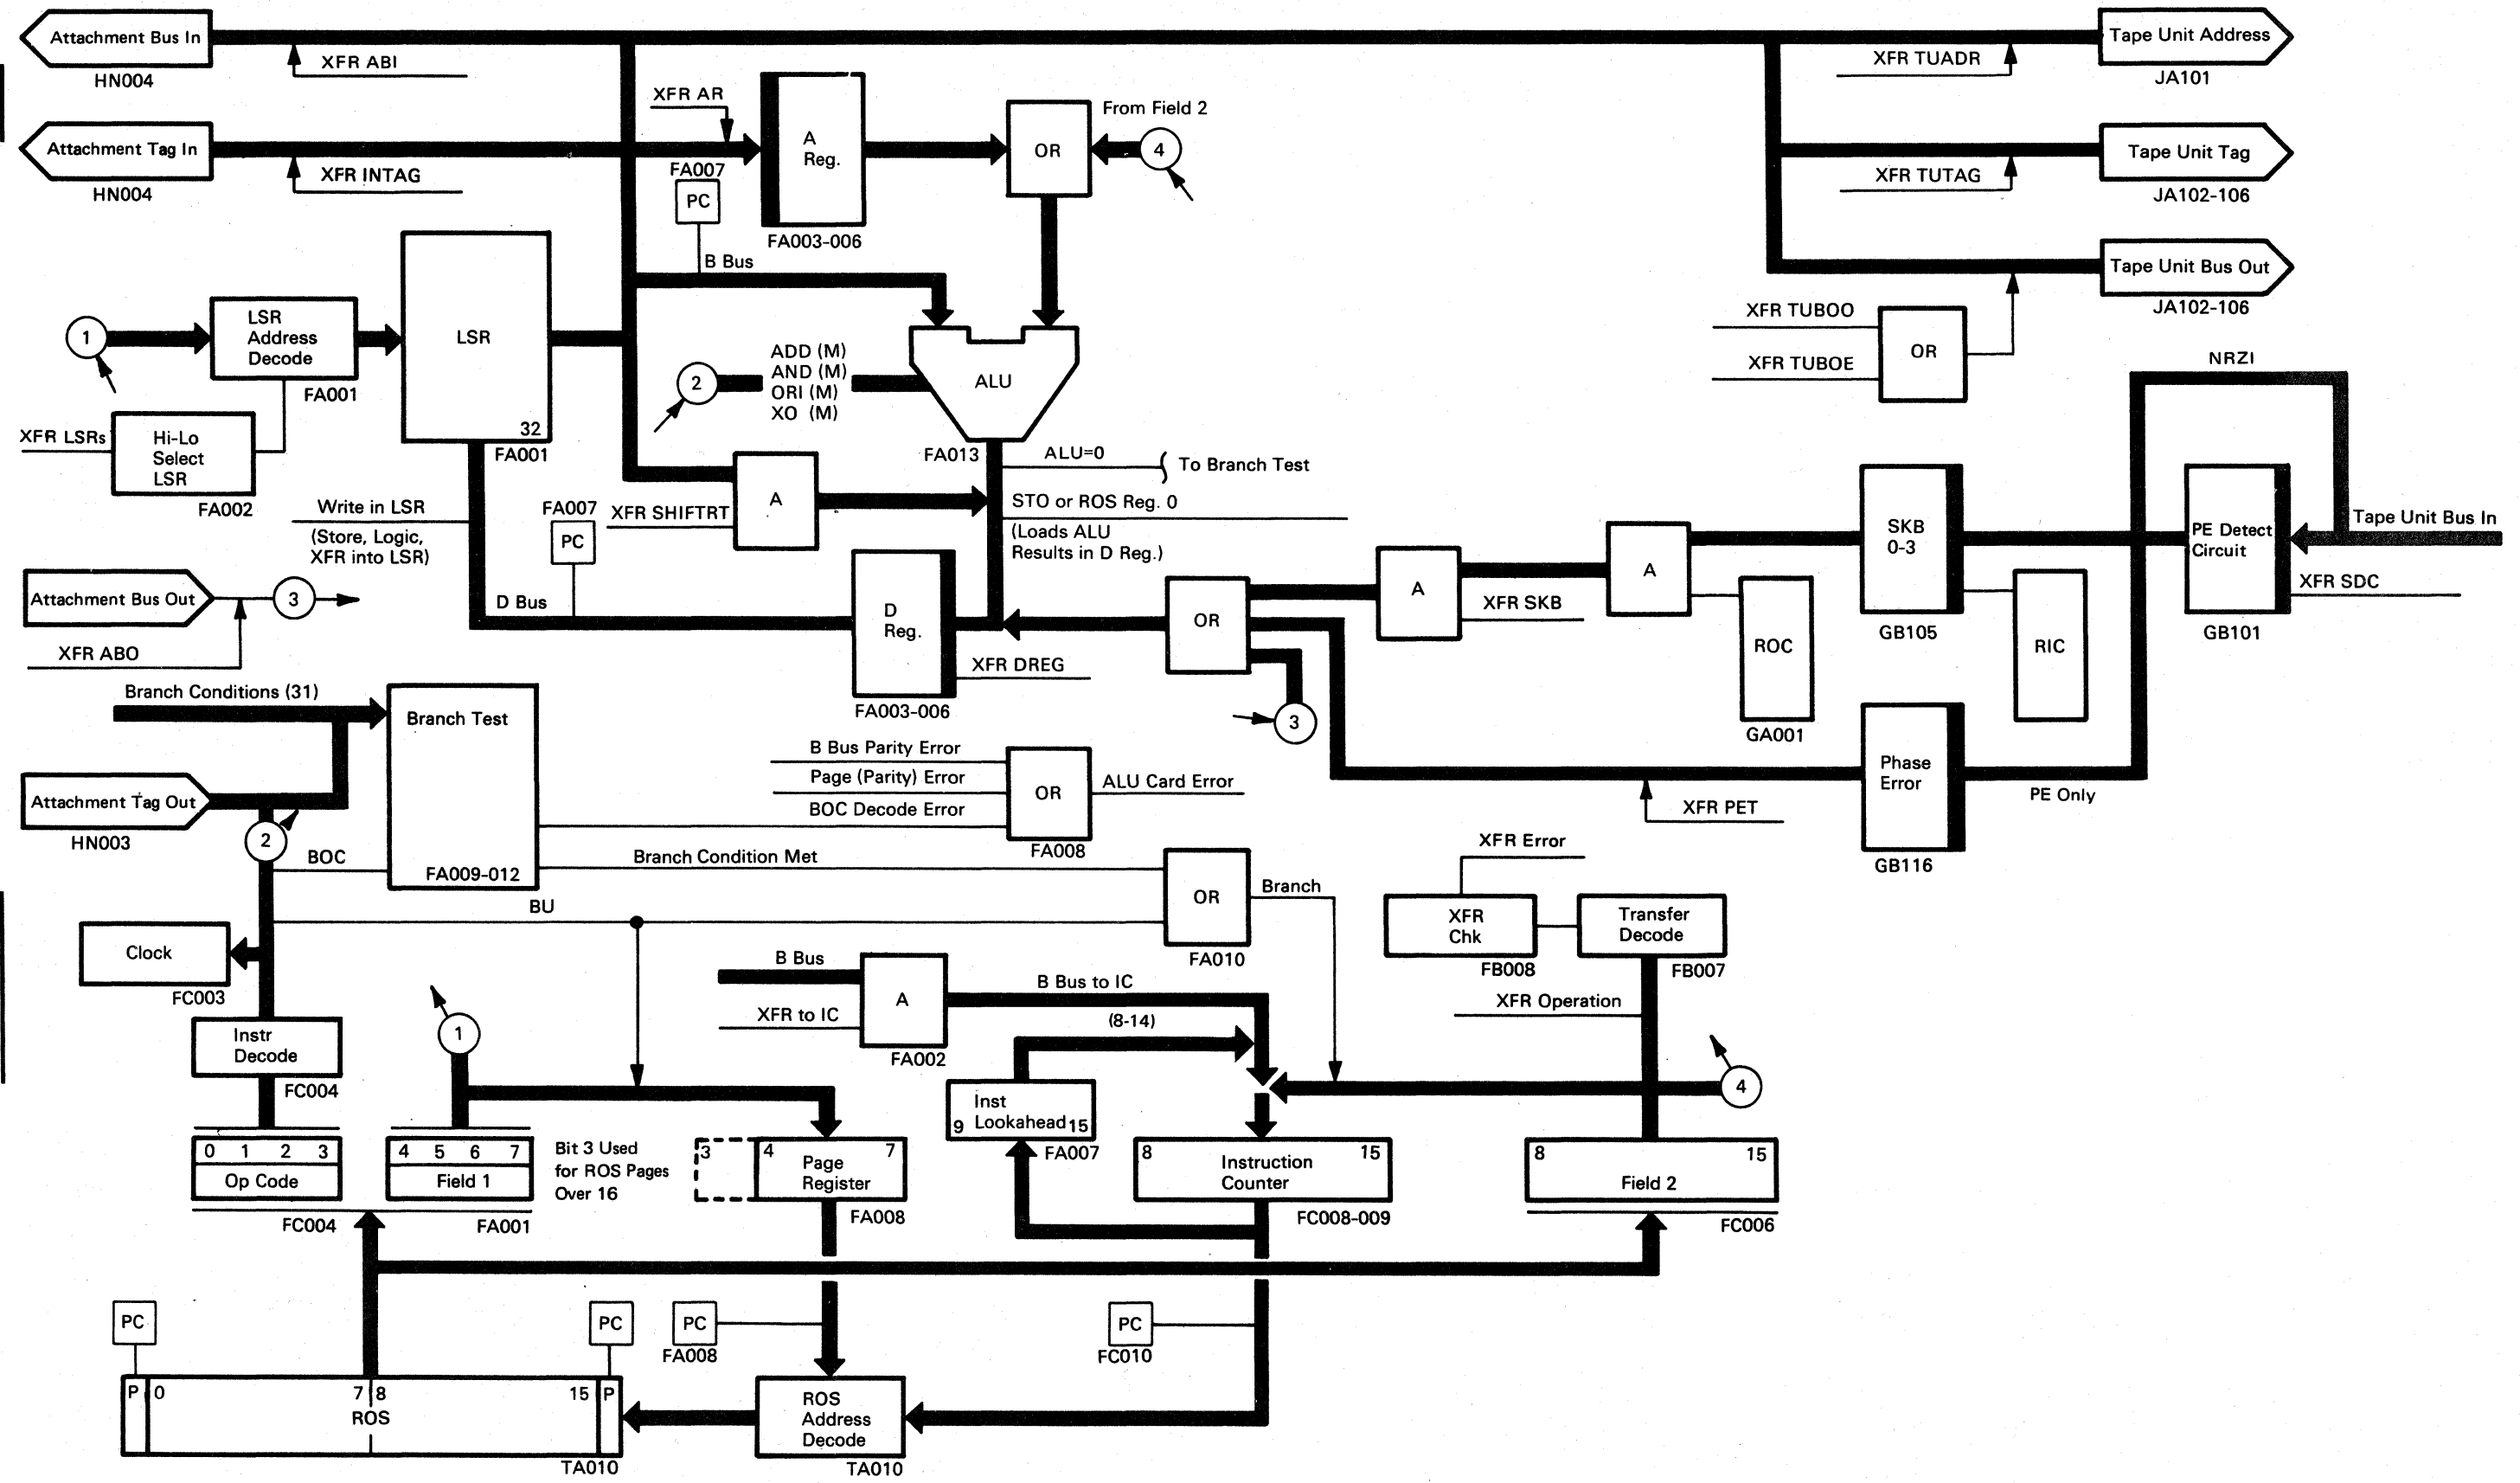 Attachment Bus In
HN004
XFR ABI
Tape Unit Address
JA101
XFR TUADR
Attachment Tag In
HN004
XFR INTAG
XFR AR
FA007
PC
A
Reg.
FA003-006
OR
From Field 2
4
Tape Unit Tag
JA102-106
XFR TUTAG
Tape Unit Bus Out
JA102-106
XFR TUBOO
XFR TUBOE
OR
B Bus
1
LSR
Address
Decode
FA001
LSR
32
FA001
XFR LSRs
Hi-Lo
Select
LSR
FA002
2
ADD (M)
AND (M)
ORI (M)
XO (M)
ALU
FA013
ALU=0
To Branch Test
STO or ROS Reg. 0
(Loads ALU
Results in D Reg.)
A
XFR SHIFTRT
Write in LSR
(Store, Logic,
XFR into LSR)
FA007
PC
D Bus
D
Reg.
FA003-006
XFR DREG
OR
3
A
XFR SKB
A
ROC
GA001
SKB
0-3
GB105
RIC
NRZI
PE Detect
Circuit
GB101
Tape Unit Bus In
XFR SDC
Attachment Bus Out
3
XFR ABO
Branch Conditions (31)
Branch Test
FA009-012
Attachment Tag Out
HN003
2
BOC
B Bus Parity Error
Page (Parity) Error
BOC Decode Error
OR
FA008
ALU Card Error
Phase
Error
GB116
PE Only
XFR PET
Branch Condition Met
BU
OR
FA010
Branch
XFR Error
XFR
Chk
FB008
Transfer
Decode
FB007
XFR Operation
Clock
FC003
Instr
Decode
FC004
1
B Bus
XFR to IC
A
FA002
B Bus to IC
(8-14)
Inst
Lookahead
9
15
FA007
4
0 1 2 3
Op Code
FC004
4 5 6 7
Field 1
FA001
Bit 3 Used
for ROS Pages
Over 16
3
4 7
Page
Register
FA008
8 15
Instruction
Counter
FC008-009
8 15
Field 2
FC006
PC
PC
PC
FA008
PC
FC010
P 0 7 8 15 P
ROS
TA010
ROS
Address
Decode
TA010